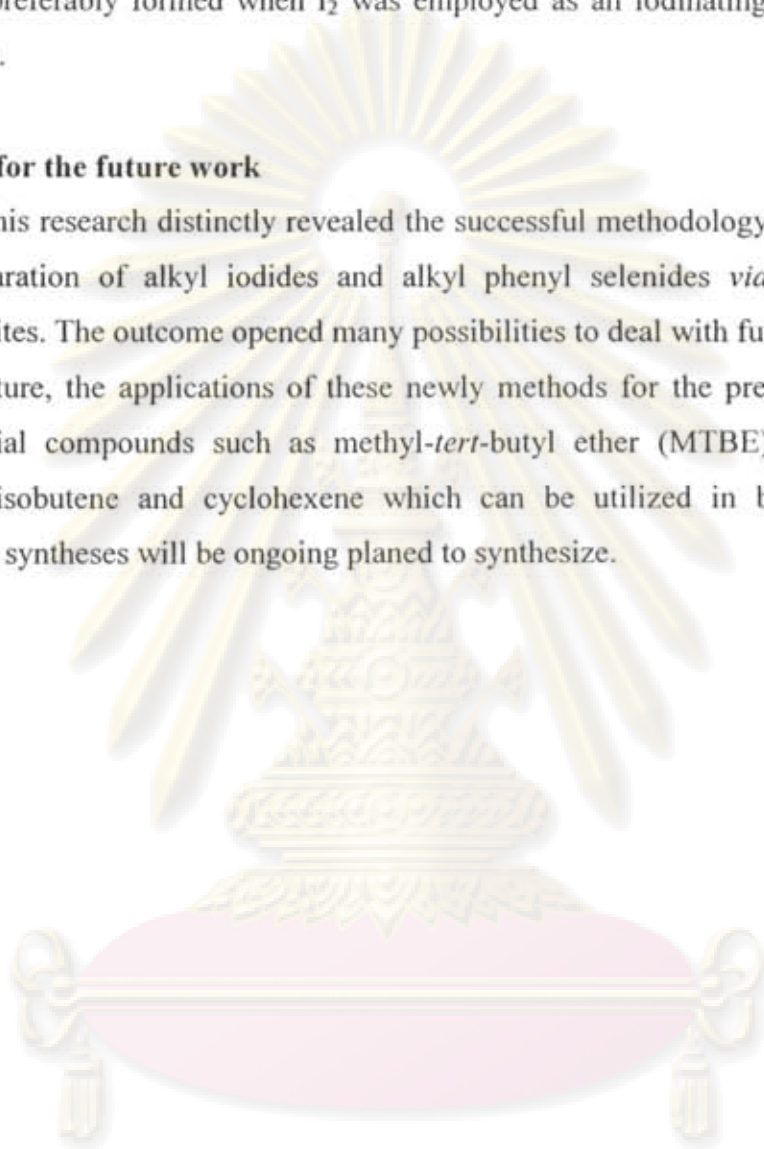 preferably formed when I₂ was employed as an iodinating
.
for the future work
his research distinctly revealed the successful methodology
aration of alkyl iodides and alkyl phenyl selenides via
ites. The outcome opened many possibilities to deal with fu
ture, the applications of these newly methods for the pre
ial compounds such as methyl-tert-butyl ether (MTBE)
isobutene and cyclohexene which can be utilized in b
syntheses will be ongoing planed to synthesize.